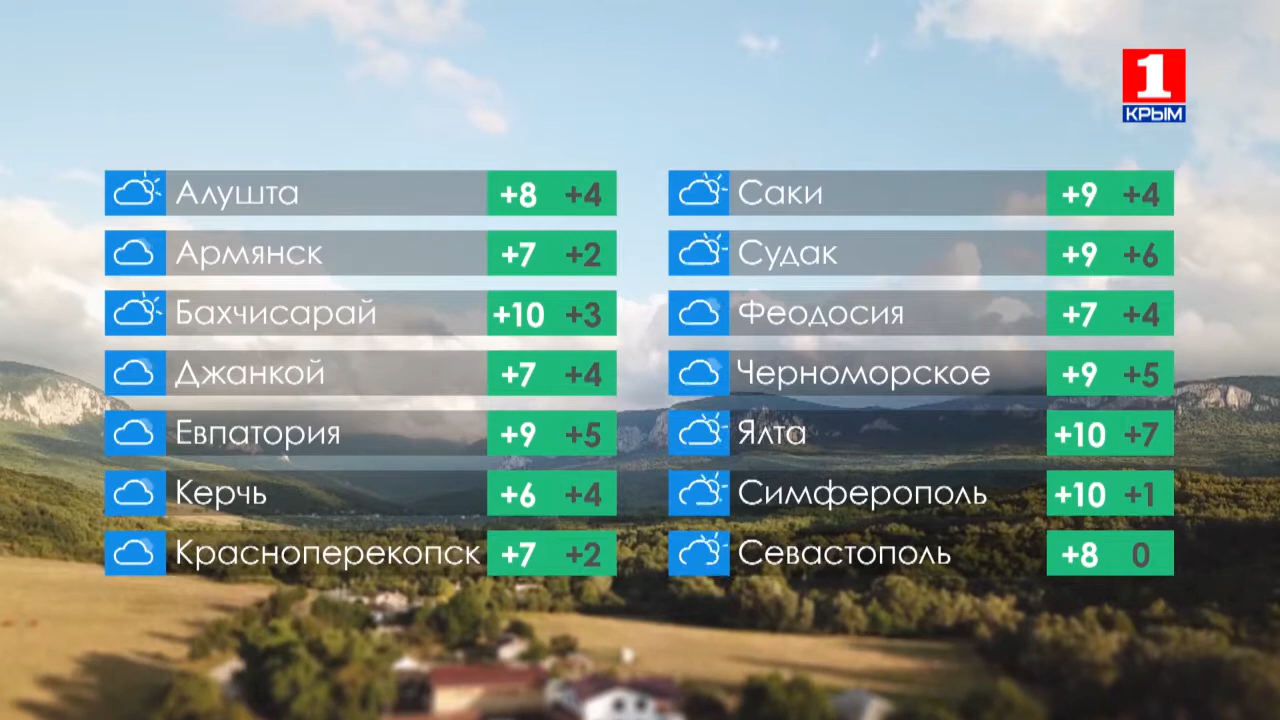 1
КРЫМ
Алушта +8 +4
Армянск +7 +2
Бахчисарай +10 +3
Джанкой +7 +4
Евпатория +9 +5
Керчь +6 +4
Красноперекопск +7 +2
Саки +9 +4
Судак +9 +6
Феодосия +7 +4
Черноморское +9 +5
Ялта +10 +7
Симферополь +10 +1
Севастополь +8 0